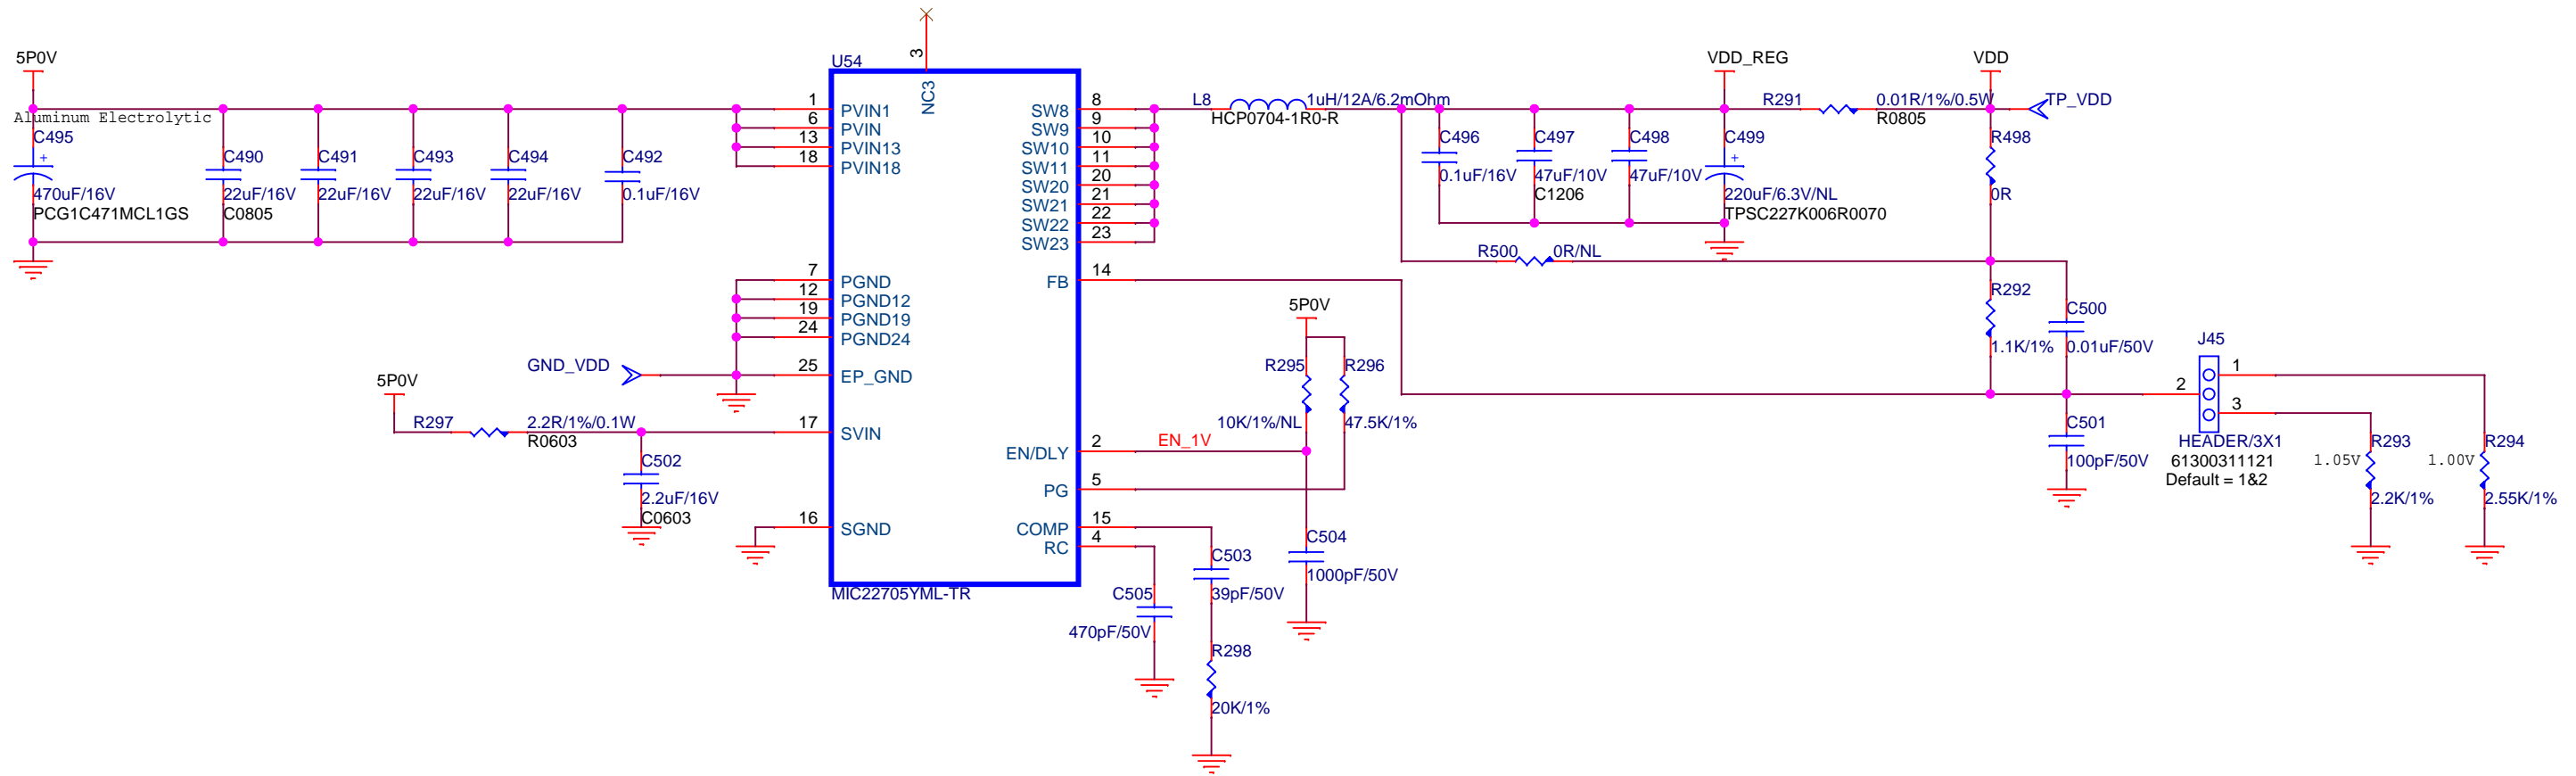 5P0V
Aluminum Electrolytic
C495
+
470uF/16V
PCG1C471MCL1GS
C490
22uF/16V
C0805
C491
22uF/16V
C493
22uF/16V
C494
22uF/16V
C492
0.1uF/16V
U54
3
NC3
1
PVIN1
6
PVIN
13
PVIN13
18
PVIN18
7
PGND
12
PGND12
19
PGND19
24
PGND24
GND_VDD
25
EP_GND
5P0V
R297
2.2R/1%/0.1W
R0603
17
SVIN
C502
2.2uF/16V
C0603
16
SGND
MIC22705YML-TR
SW8
8
SW9
9
SW10
10
SW11
11
SW20
20
SW21
21
SW22
22
SW23
23
FB
14
EN/DLY
2
EN_1V
PG
5
COMP
15
RC
4
L8
1uH/12A/6.2mOhm
HCP0704-1R0-R
C496
0.1uF/16V
C497
47uF/10V
C1206
C498
47uF/10V
VDD_REG
C499
+
220uF/6.3V/NL
TPSC227K006R0070
R291
0.01R/1%/0.5W
R0805
VDD
TP_VDD
R498
0R
R500
0R/NL
R292
1.1K/1%
C500
0.01uF/50V
C501
100pF/50V
J45
1
2
3
HEADER/3X1
61300311121
Default = 1&2
1.05V
R293
2.2K/1%
1.00V
R294
2.55K/1%
5P0V
R295
10K/1%/NL
R296
47.5K/1%
C504
1000pF/50V
C503
39pF/50V
C505
470pF/50V
R298
20K/1%